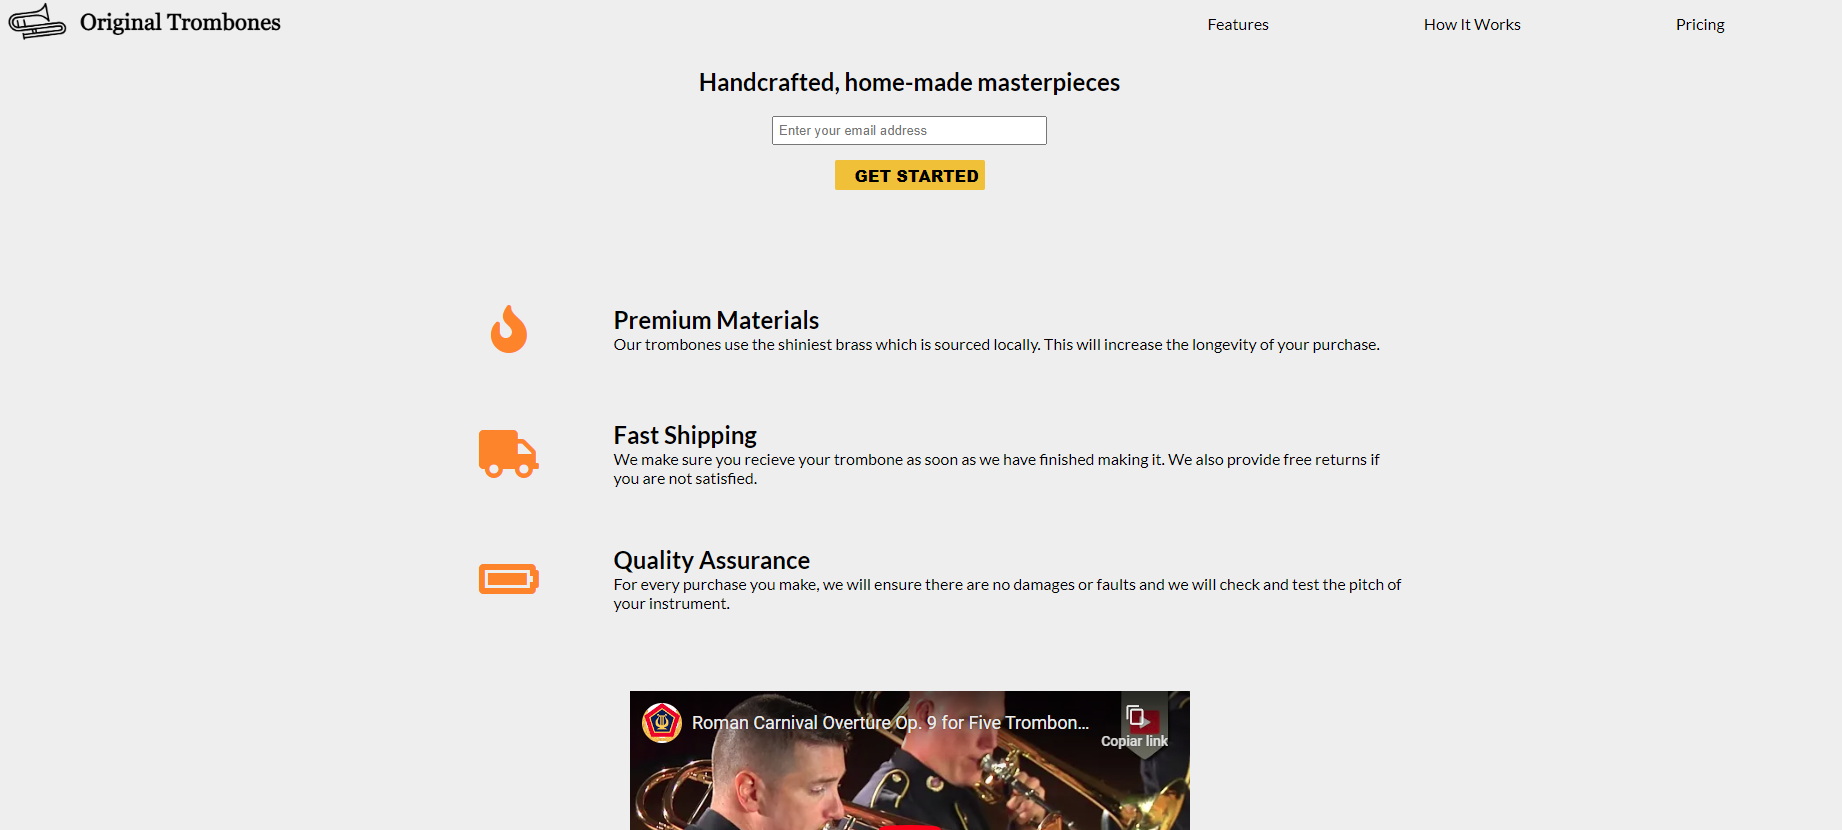 Original Trombones
Features
How It Works
Pricing
Handcrafted, home-made masterpieces
Enter your email address
GET STARTED
Premium Materials
Our trombones use the shiniest brass which is sourced locally. This will increase the longevity of your purchase.
Fast Shipping
We make sure you recieve your trombone as soon as we have finished making it. We also provide free returns if
you are not satisfied.
Quality Assurance
For every purchase you make, we will ensure there are no damages or faults and we will check and test the pitch of
your instrument.
Roman Carnival Overture Op. 9 for Five Trombon...
Copiar link